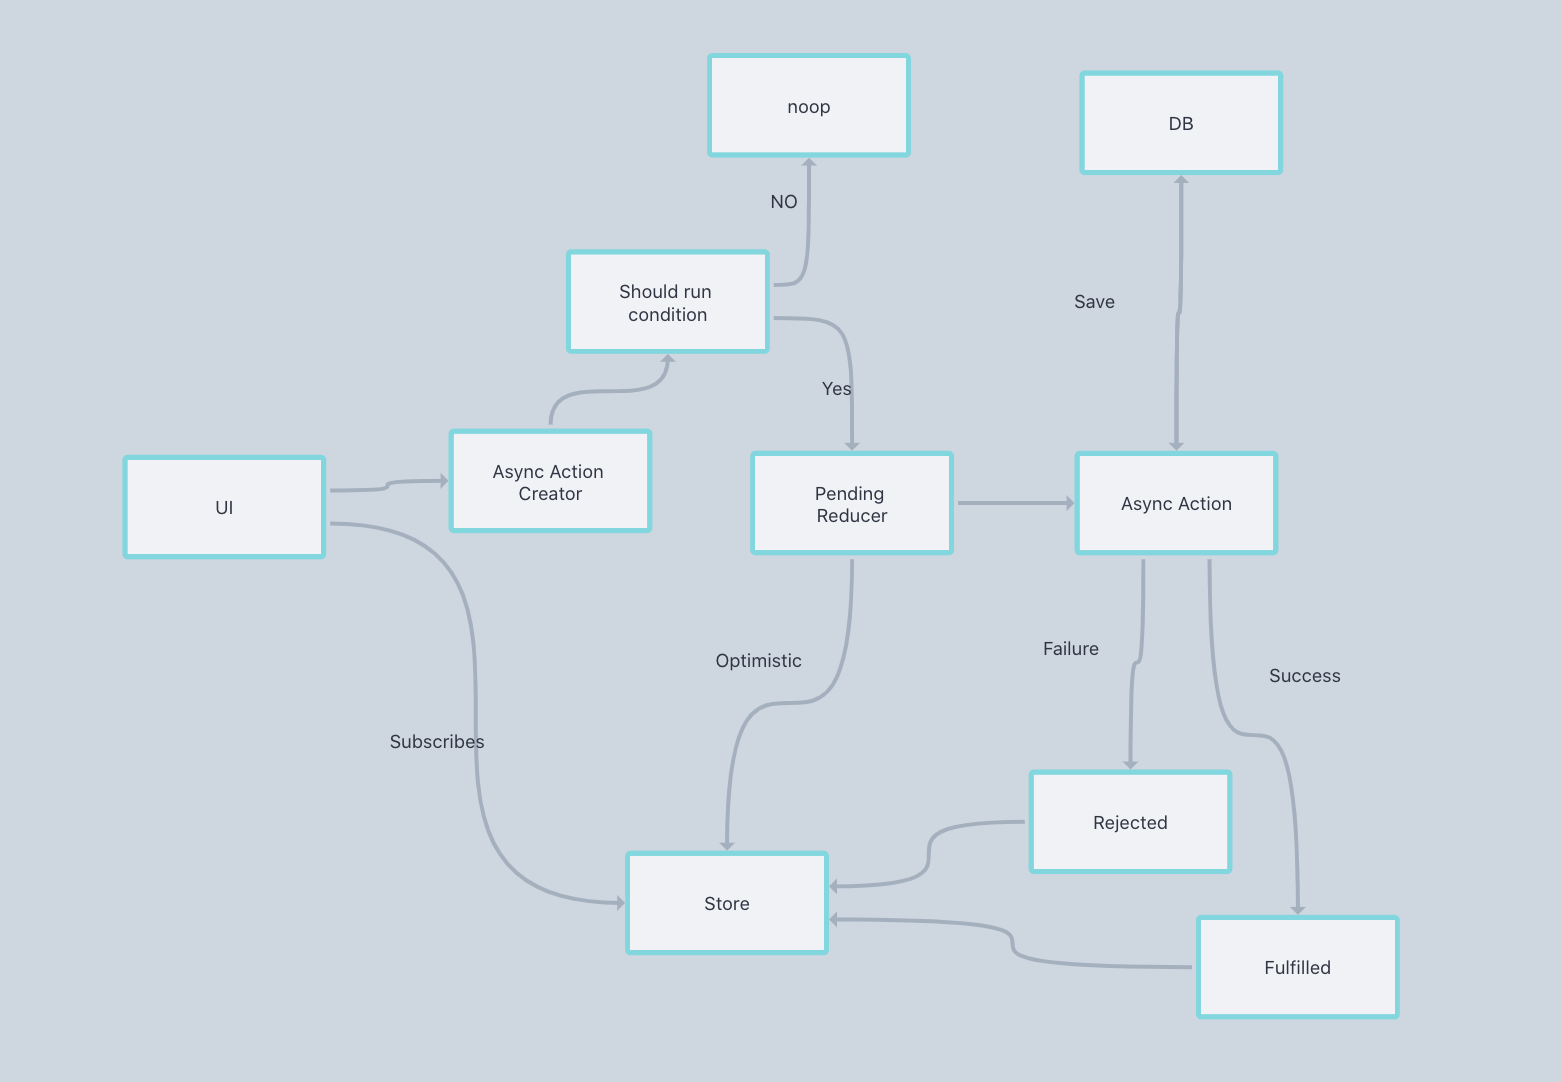 noop
DB
NO
Should run
condition
Save
Yes
Async Action
Creator
UI
Pending
Reducer
Async Action
Optimistic
Failure
Success
Subscribes
Rejected
Store
Fulfilled